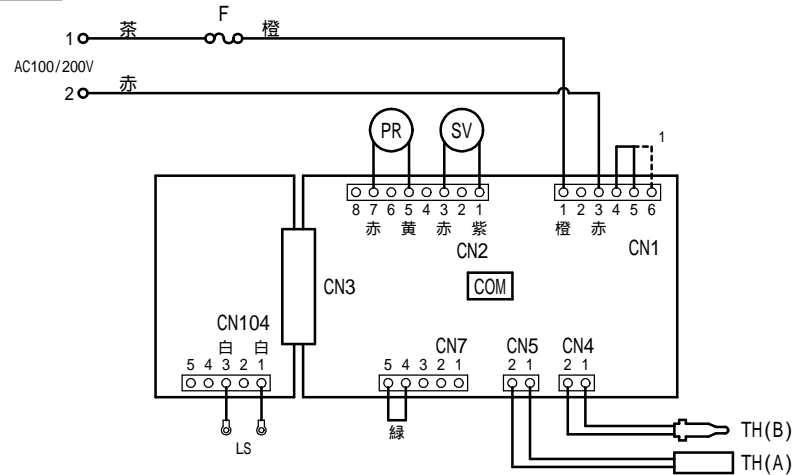 F
1 茶 橙
AC100/200V
2 赤
PR SV 1
8 7 6 5 4 3 2 1 1 2 3 4 5 6
赤 黄 赤 紫 橙 赤
CN2 CN1
CN3 COM
CN104 CN7 CN5 CN4
白 白
5 4 3 2 1 5 4 3 2 1 2 1 2 1
緑
LS
TH(B)
TH(A)